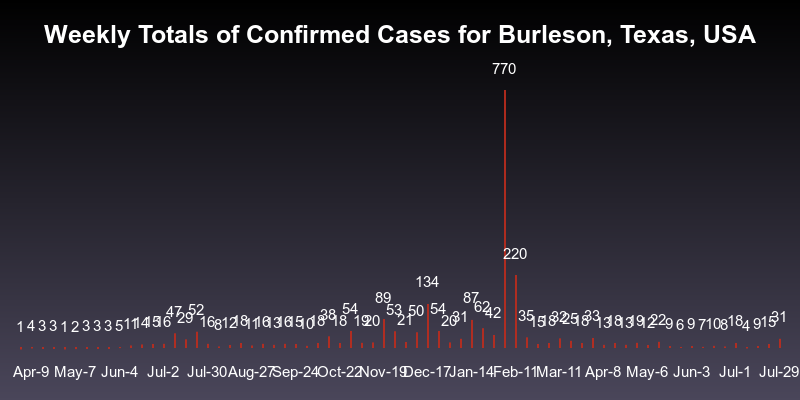 Weekly Totals of Confirmed Cases for Burleson, Texas, USA
770
220
134
89 87
47 52 54 53 50 54 62
1 4 3 3 1 2 3 3 3 5 11 14 15 16 29 16 8 12 18 11 16 13 16 15 10 18 38 18 19 20 21 20 31 42 35 15 18 32 25 18 33 13 18 13 19 12 22 9 6 9 7 10 8 18 4 9 15 31
Apr-9 May-7 Jun-4 Jul-2 Jul-30 Aug-27 Sep-24 Oct-22 Nov-19 Dec-17 Jan-14 Feb-11 Mar-11 Apr-8 May-6 Jun-3 Jul-1 Jul-29